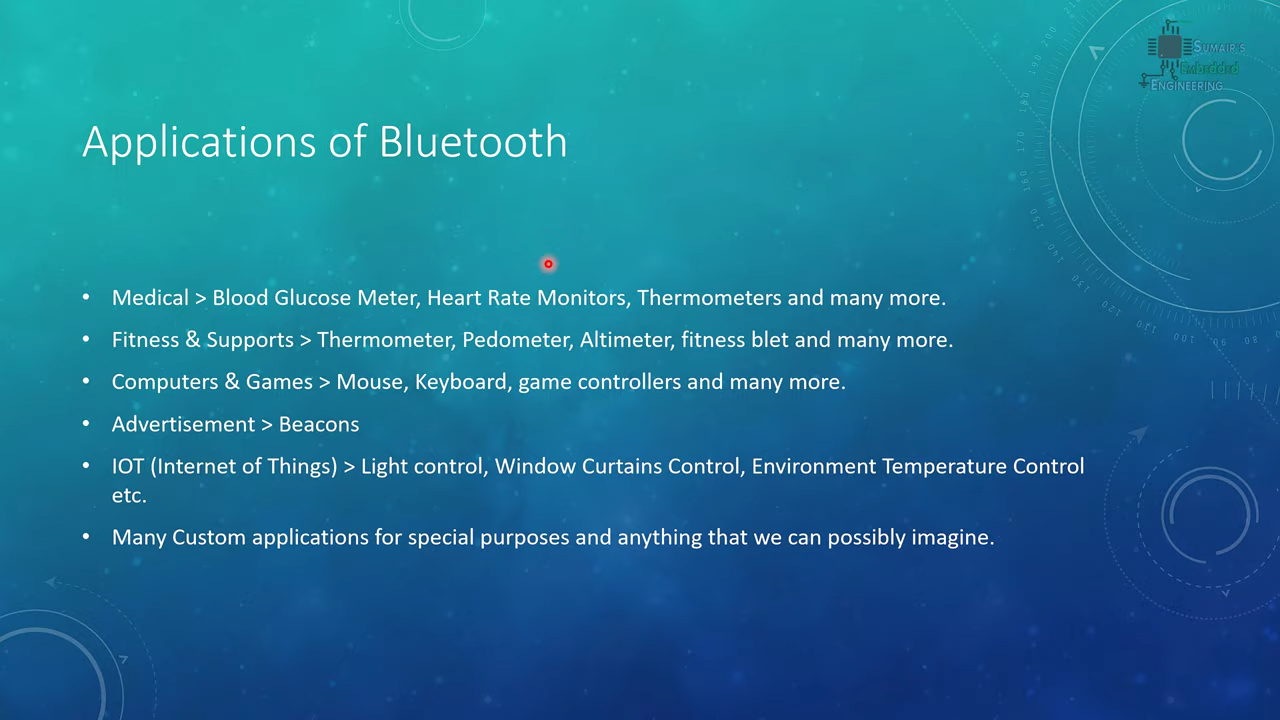 SUMAIR'S
Embedded
ENGINEERING
Applications of Bluetooth
• Medical > Blood Glucose Meter, Heart Rate Monitors, Thermometers and many more.
• Fitness & Supports > Thermometer, Pedometer, Altimeter, fitness blet and many more.
• Computers & Games > Mouse, Keyboard, game controllers and many more.
• Advertisement > Beacons
• IOT (Internet of Things) > Light control, Window Curtains Control, Environment Temperature Control
etc.
• Many Custom applications for special purposes and anything that we can possibly imagine.